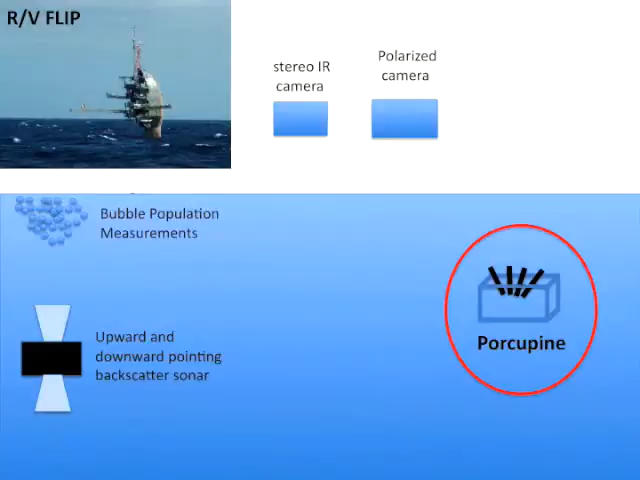 R/V FLIP
stereo IR
camera
Polarized
camera
Bubble Population
Measurements
Upward and
downward pointing
backscatter sonar
Porcupine